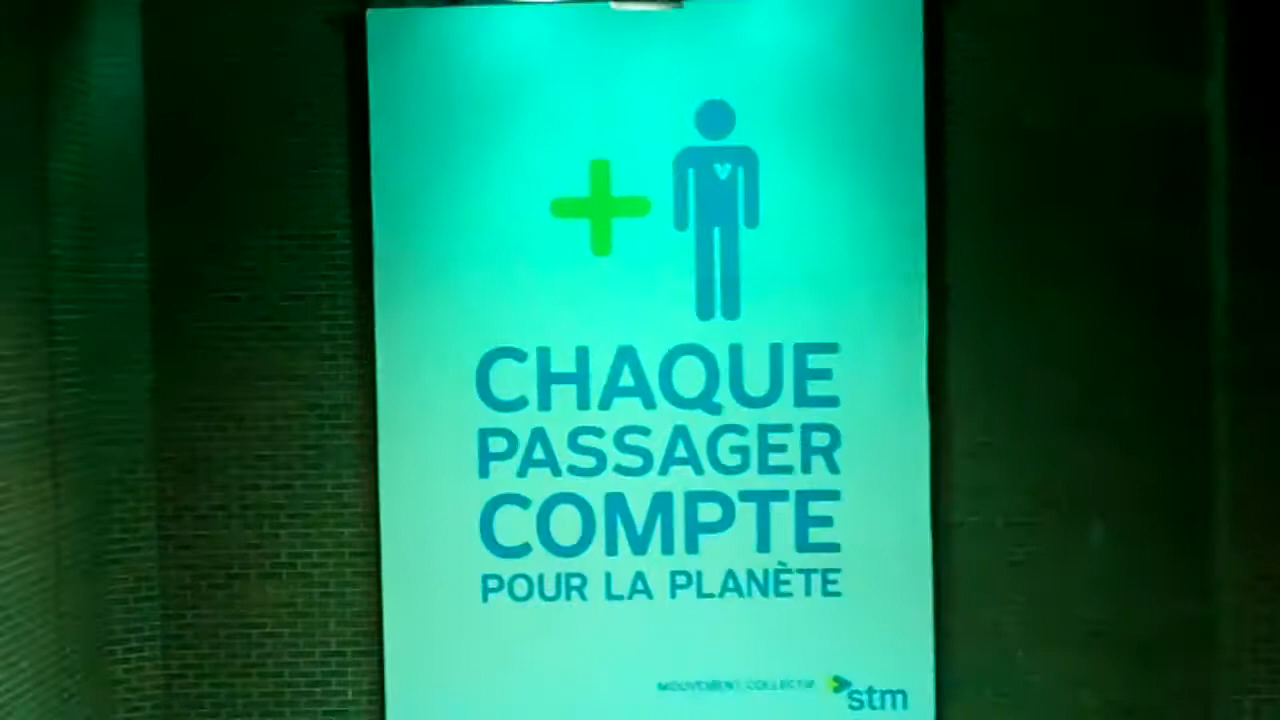 CHAQUE
PASSAGER
COMPTE
POUR LA PLANÈTE
MOUVEMENT COLLECTIF stm